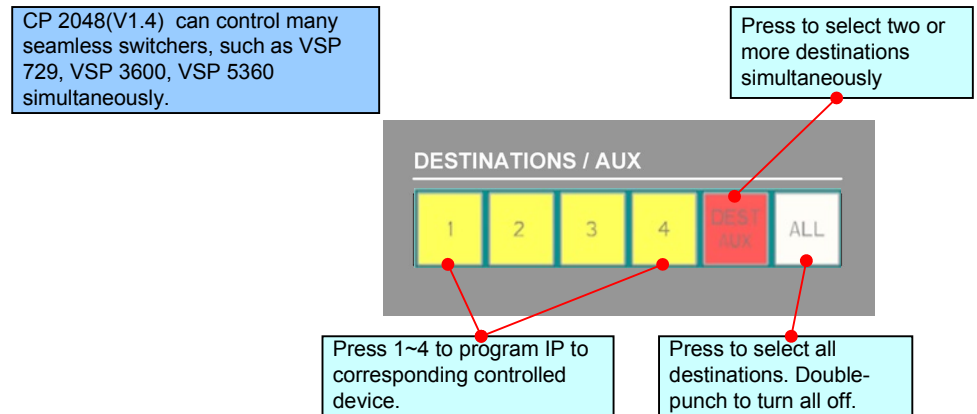 CP 2048(V1.4) can control many
seamless switchers, such as VSP
729, VSP 3600, VSP 5360
simultaneously.
Press to select two or
more destinations
simultaneously
DESTINATIONS / AUX
1
2
3
4
DEST
AUX
ALL
Press 1~4 to program IP to
corresponding controlled
device.
Press to select all
destinations. Double-
punch to turn all off.